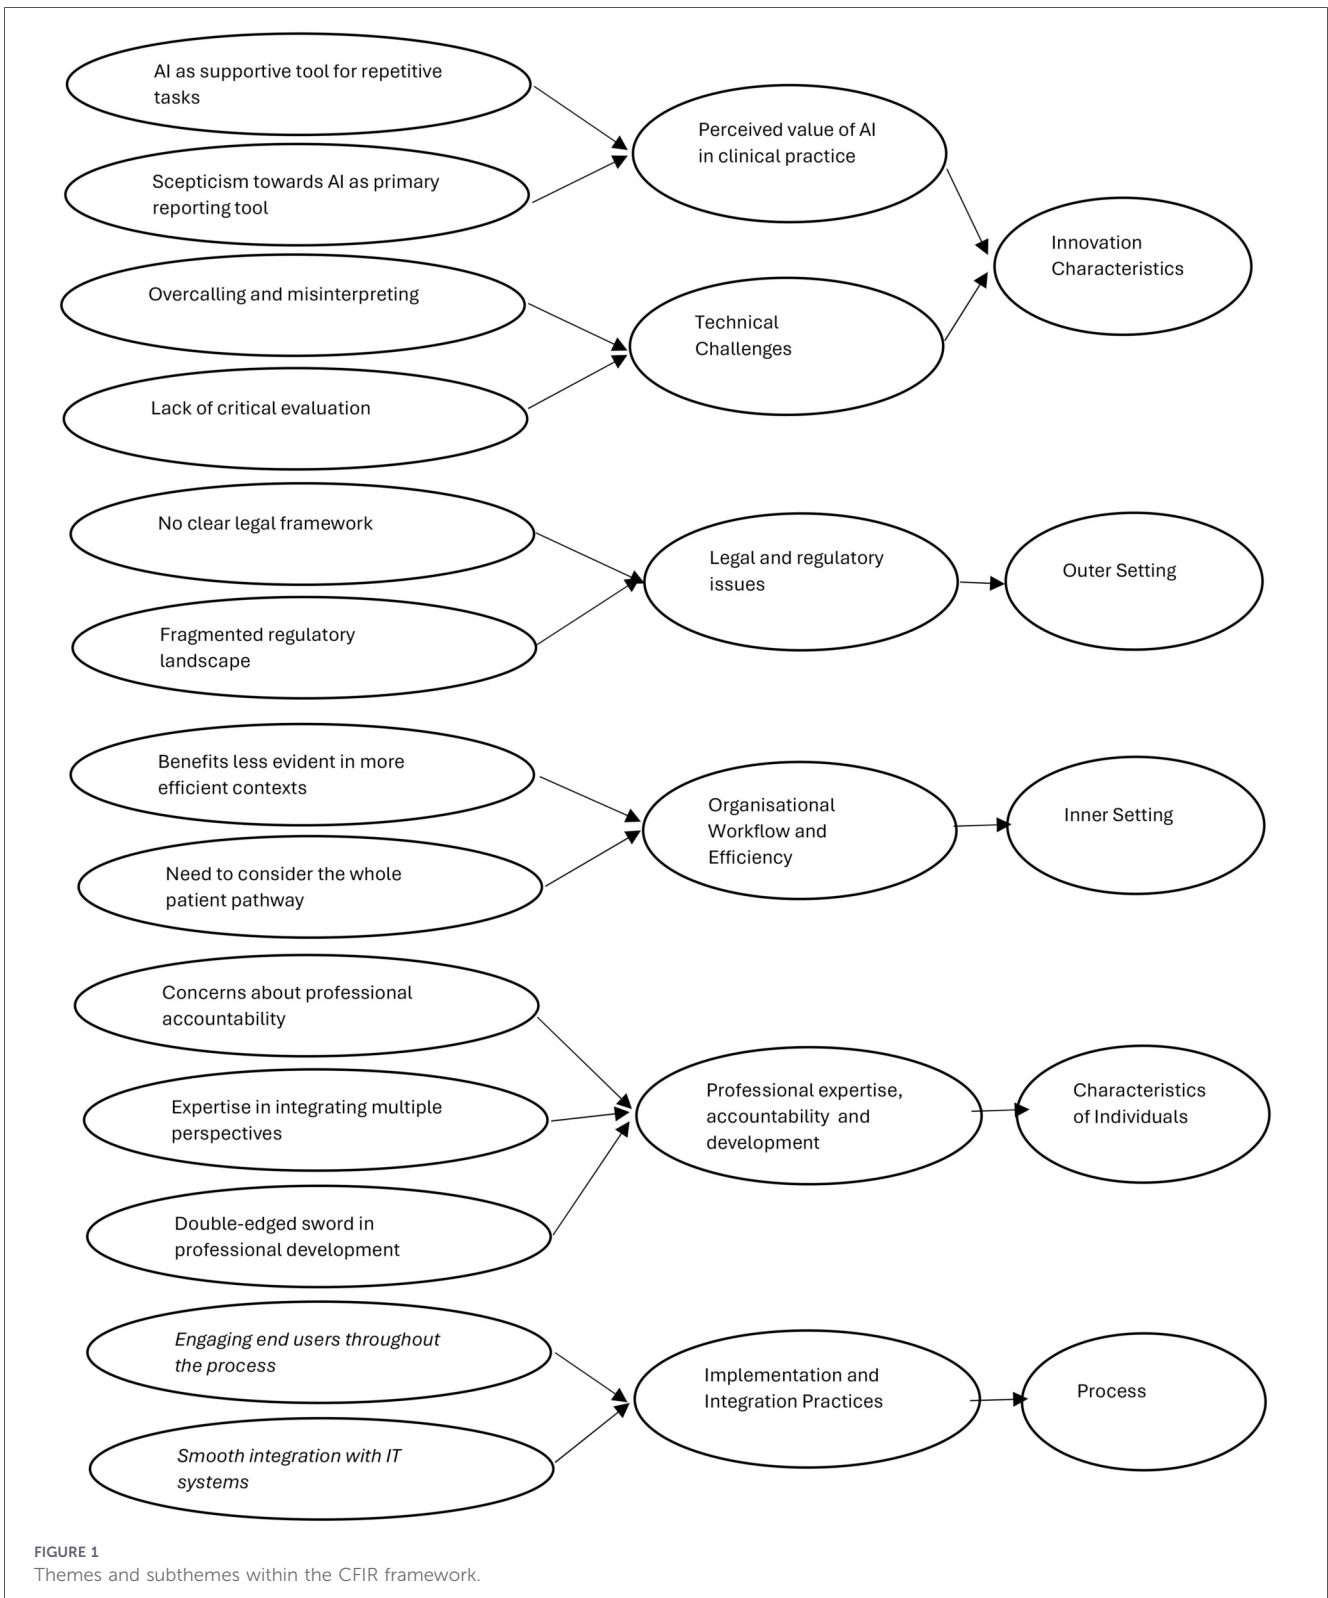 AI as supportive tool for repetitive
tasks
Scepticism towards AI as primary
reporting tool
Overcalling and misinterpreting
Lack of critical evaluation
Perceived value of AI
in clinical practice
Technical
Challenges
Innovation
Characteristics
No clear legal framework
Fragmented regulatory
landscape
Legal and regulatory
issues
Outer Setting
Benefits less evident in more
efficient contexts
Need to consider the whole
patient pathway
Organisational
Workflow and
Efficiency
Inner Setting
Concerns about professional
accountability
Expertise in integrating multiple
perspectives
Double-edged sword in
professional development
Professional expertise,
accountability and
development
Characteristics
of Individuals
Engaging end users throughout
the process
Smooth integration with IT
systems
Implementation and
Integration Practices
Process
FIGURE 1
Themes and subthemes within the CFIR framework.